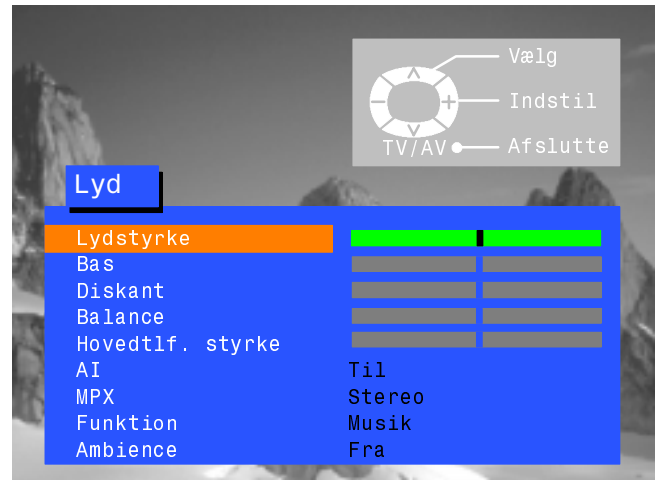 Vælg
Indstil
TV/AV Afslutte
Lyd
Lydstyrke
Bas
Diskant
Balance
Hovedtlf. styrke
AI Til
MPX Stereo
Funktion Musik
Ambience Fra